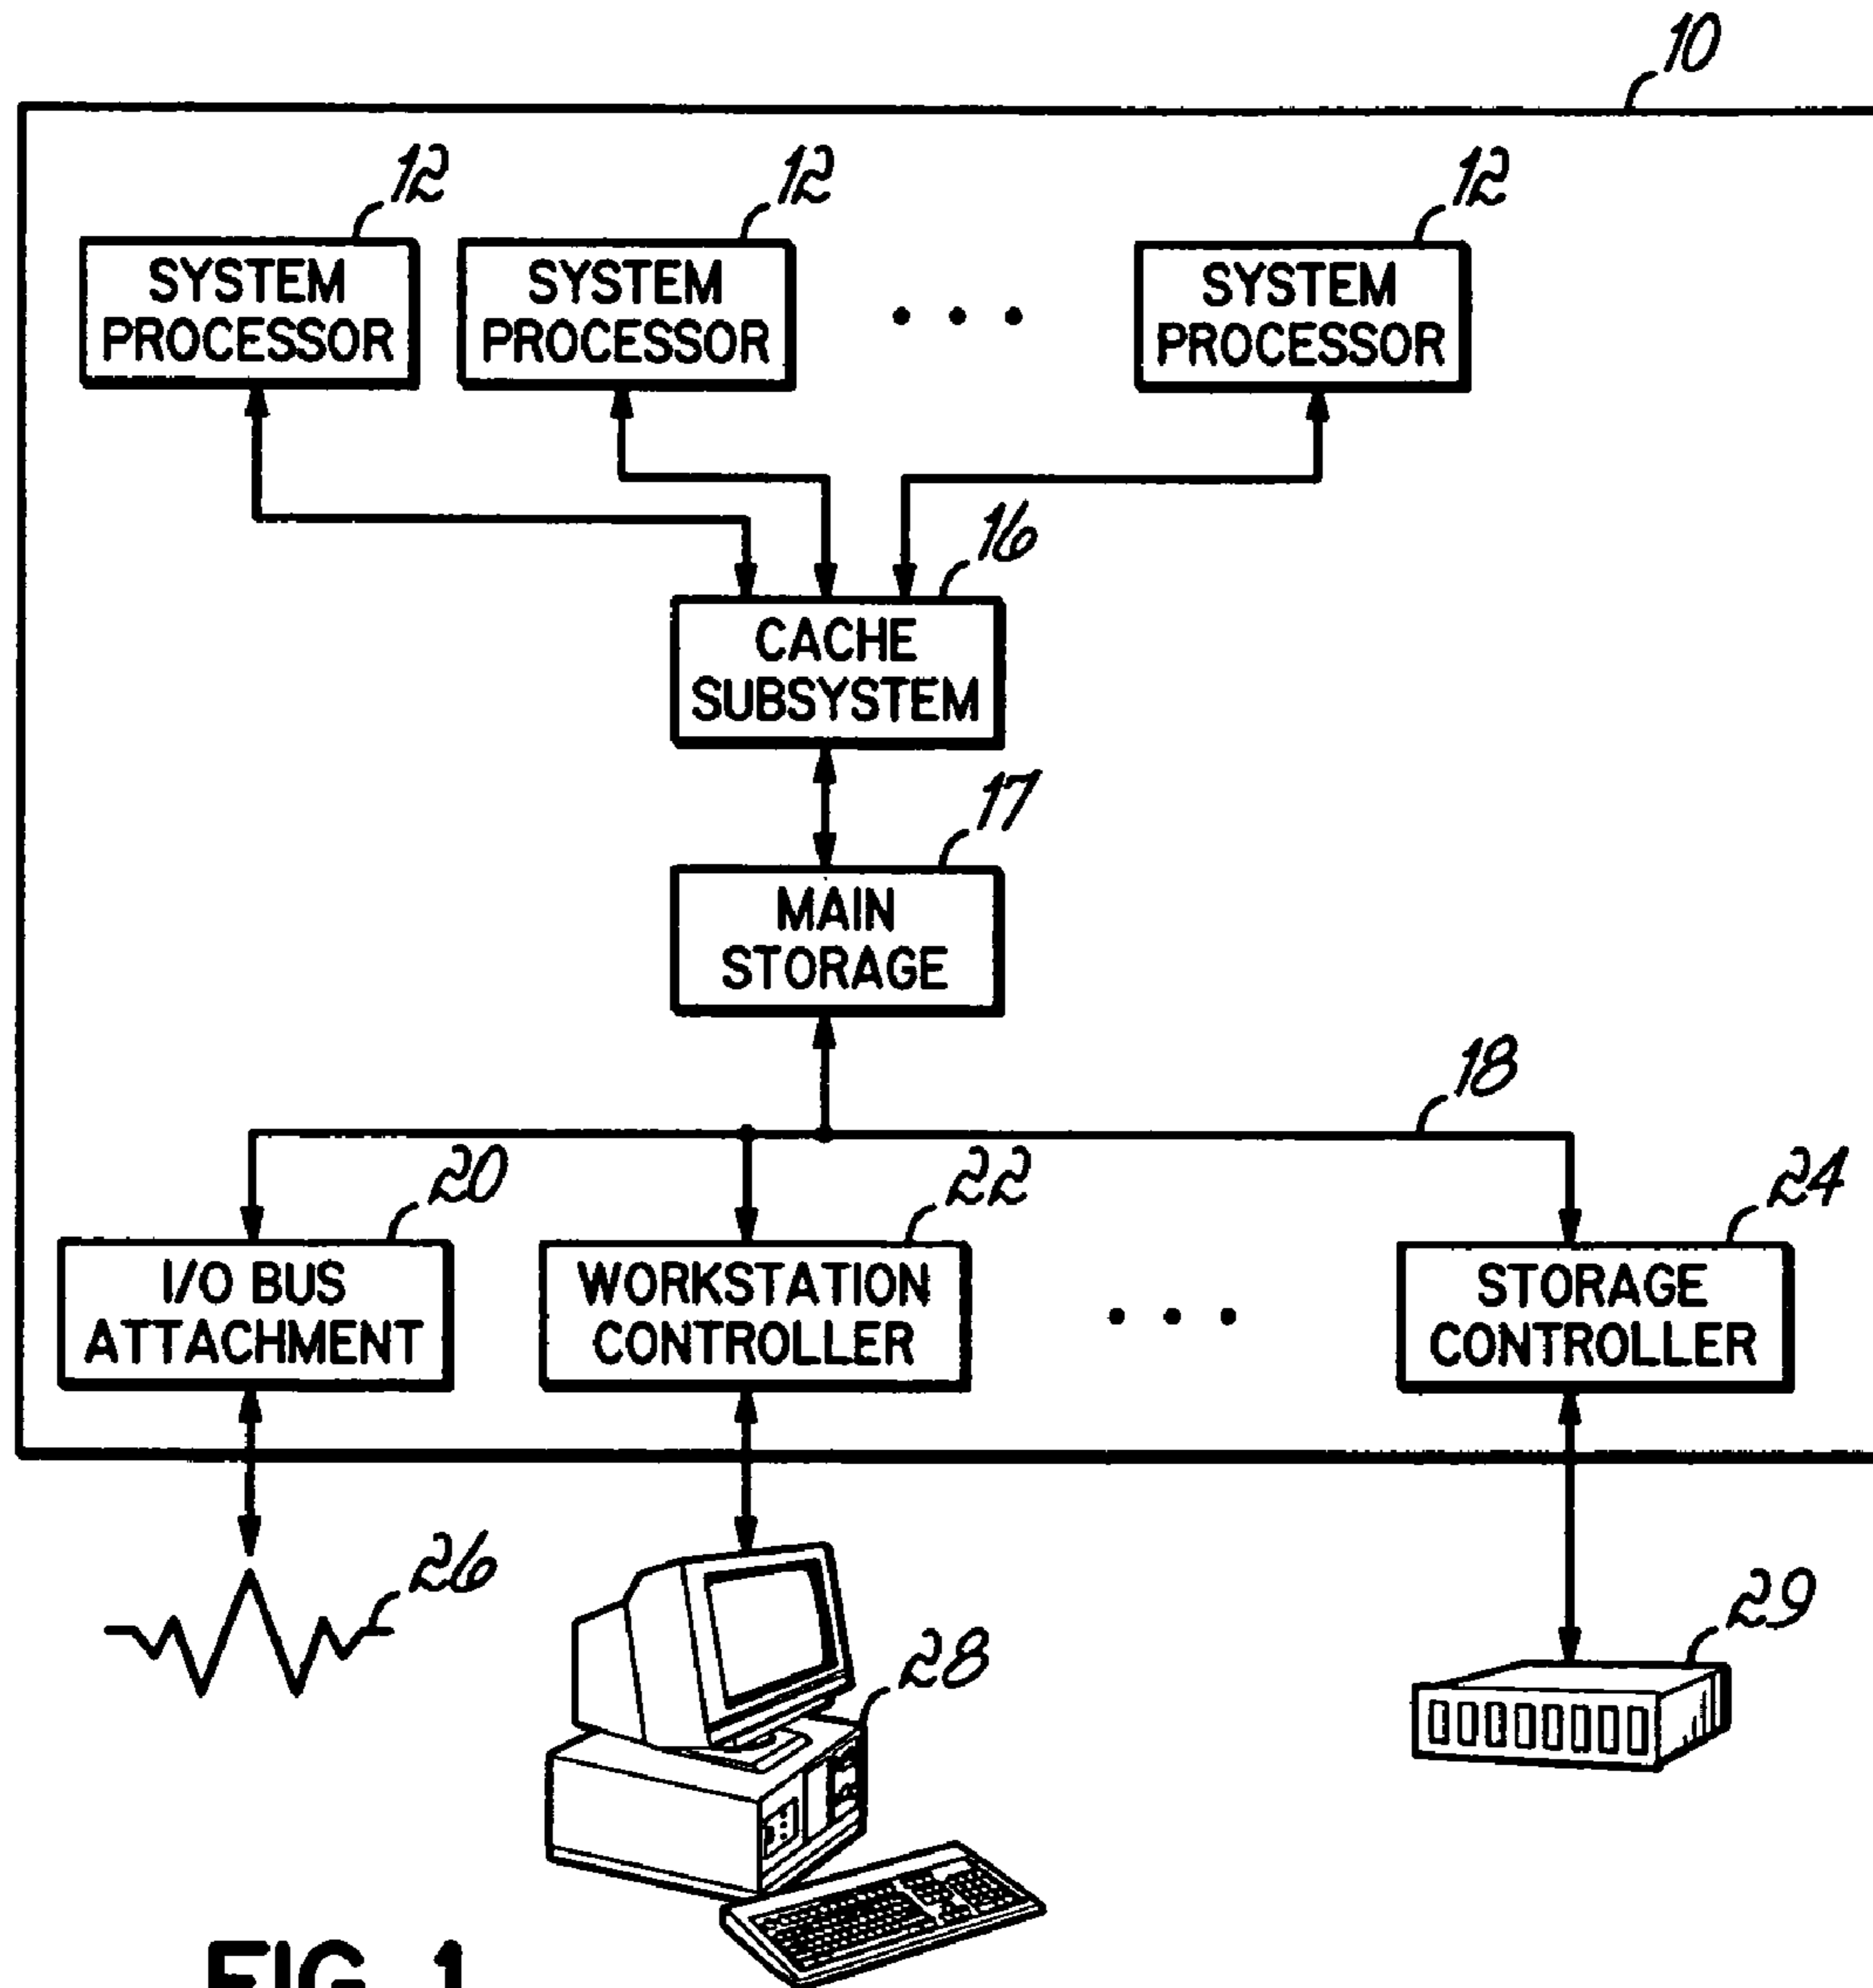 10
12
12
12
SYSTEM
PROCESSOR
SYSTEM
PROCESSOR
SYSTEM
PROCESSOR
16
CACHE
SUBSYSTEM
17
MAIN
STORAGE
18
20
22
24
I/O BUS
ATTACHMENT
WORKSTATION
CONTROLLER
STORAGE
CONTROLLER
26
28
29
FIG. 1